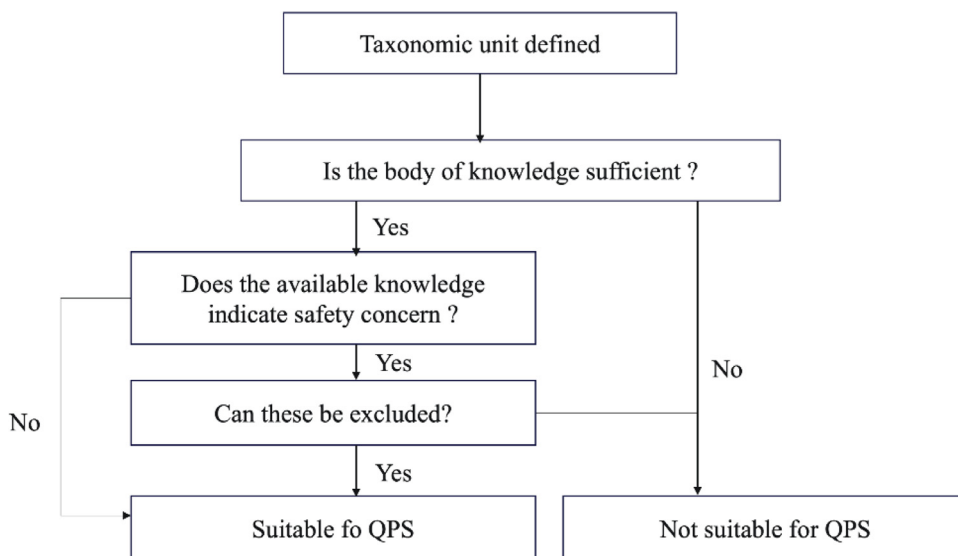 Taxonomic unit defined
Is the body of knowledge sufficient ?
Yes
Does the available knowledge
indicate safety concern ?
Yes
No
Can these be excluded?
No
Yes
Suitable fo QPS
Not suitable for QPS